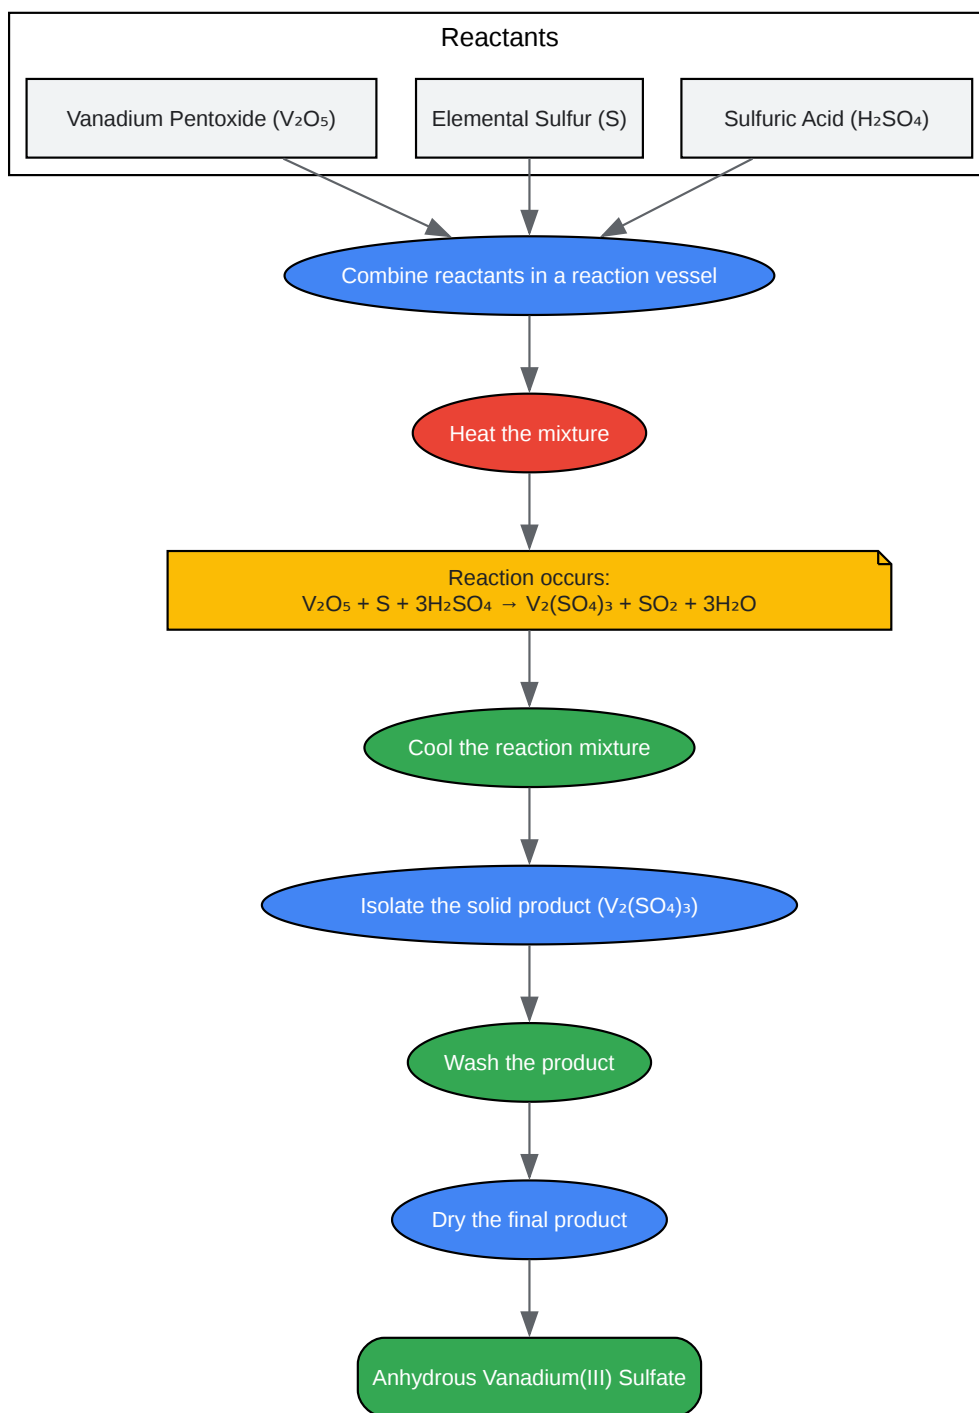 Reactants
Vanadium Pentoxide (V₂O₅)
Elemental Sulfur (S)
Sulfuric Acid (H₂SO₄)
Combine reactants in a reaction vessel
Heat the mixture
Reaction occurs:
V₂O₅ + S + 3H₂SO₄ → V₂(SO₄)₃ + SO₂ + 3H₂O
Cool the reaction mixture
Isolate the solid product (V₂(SO₄)₃)
Wash the product
Dry the final product
Anhydrous Vanadium(III) Sulfate